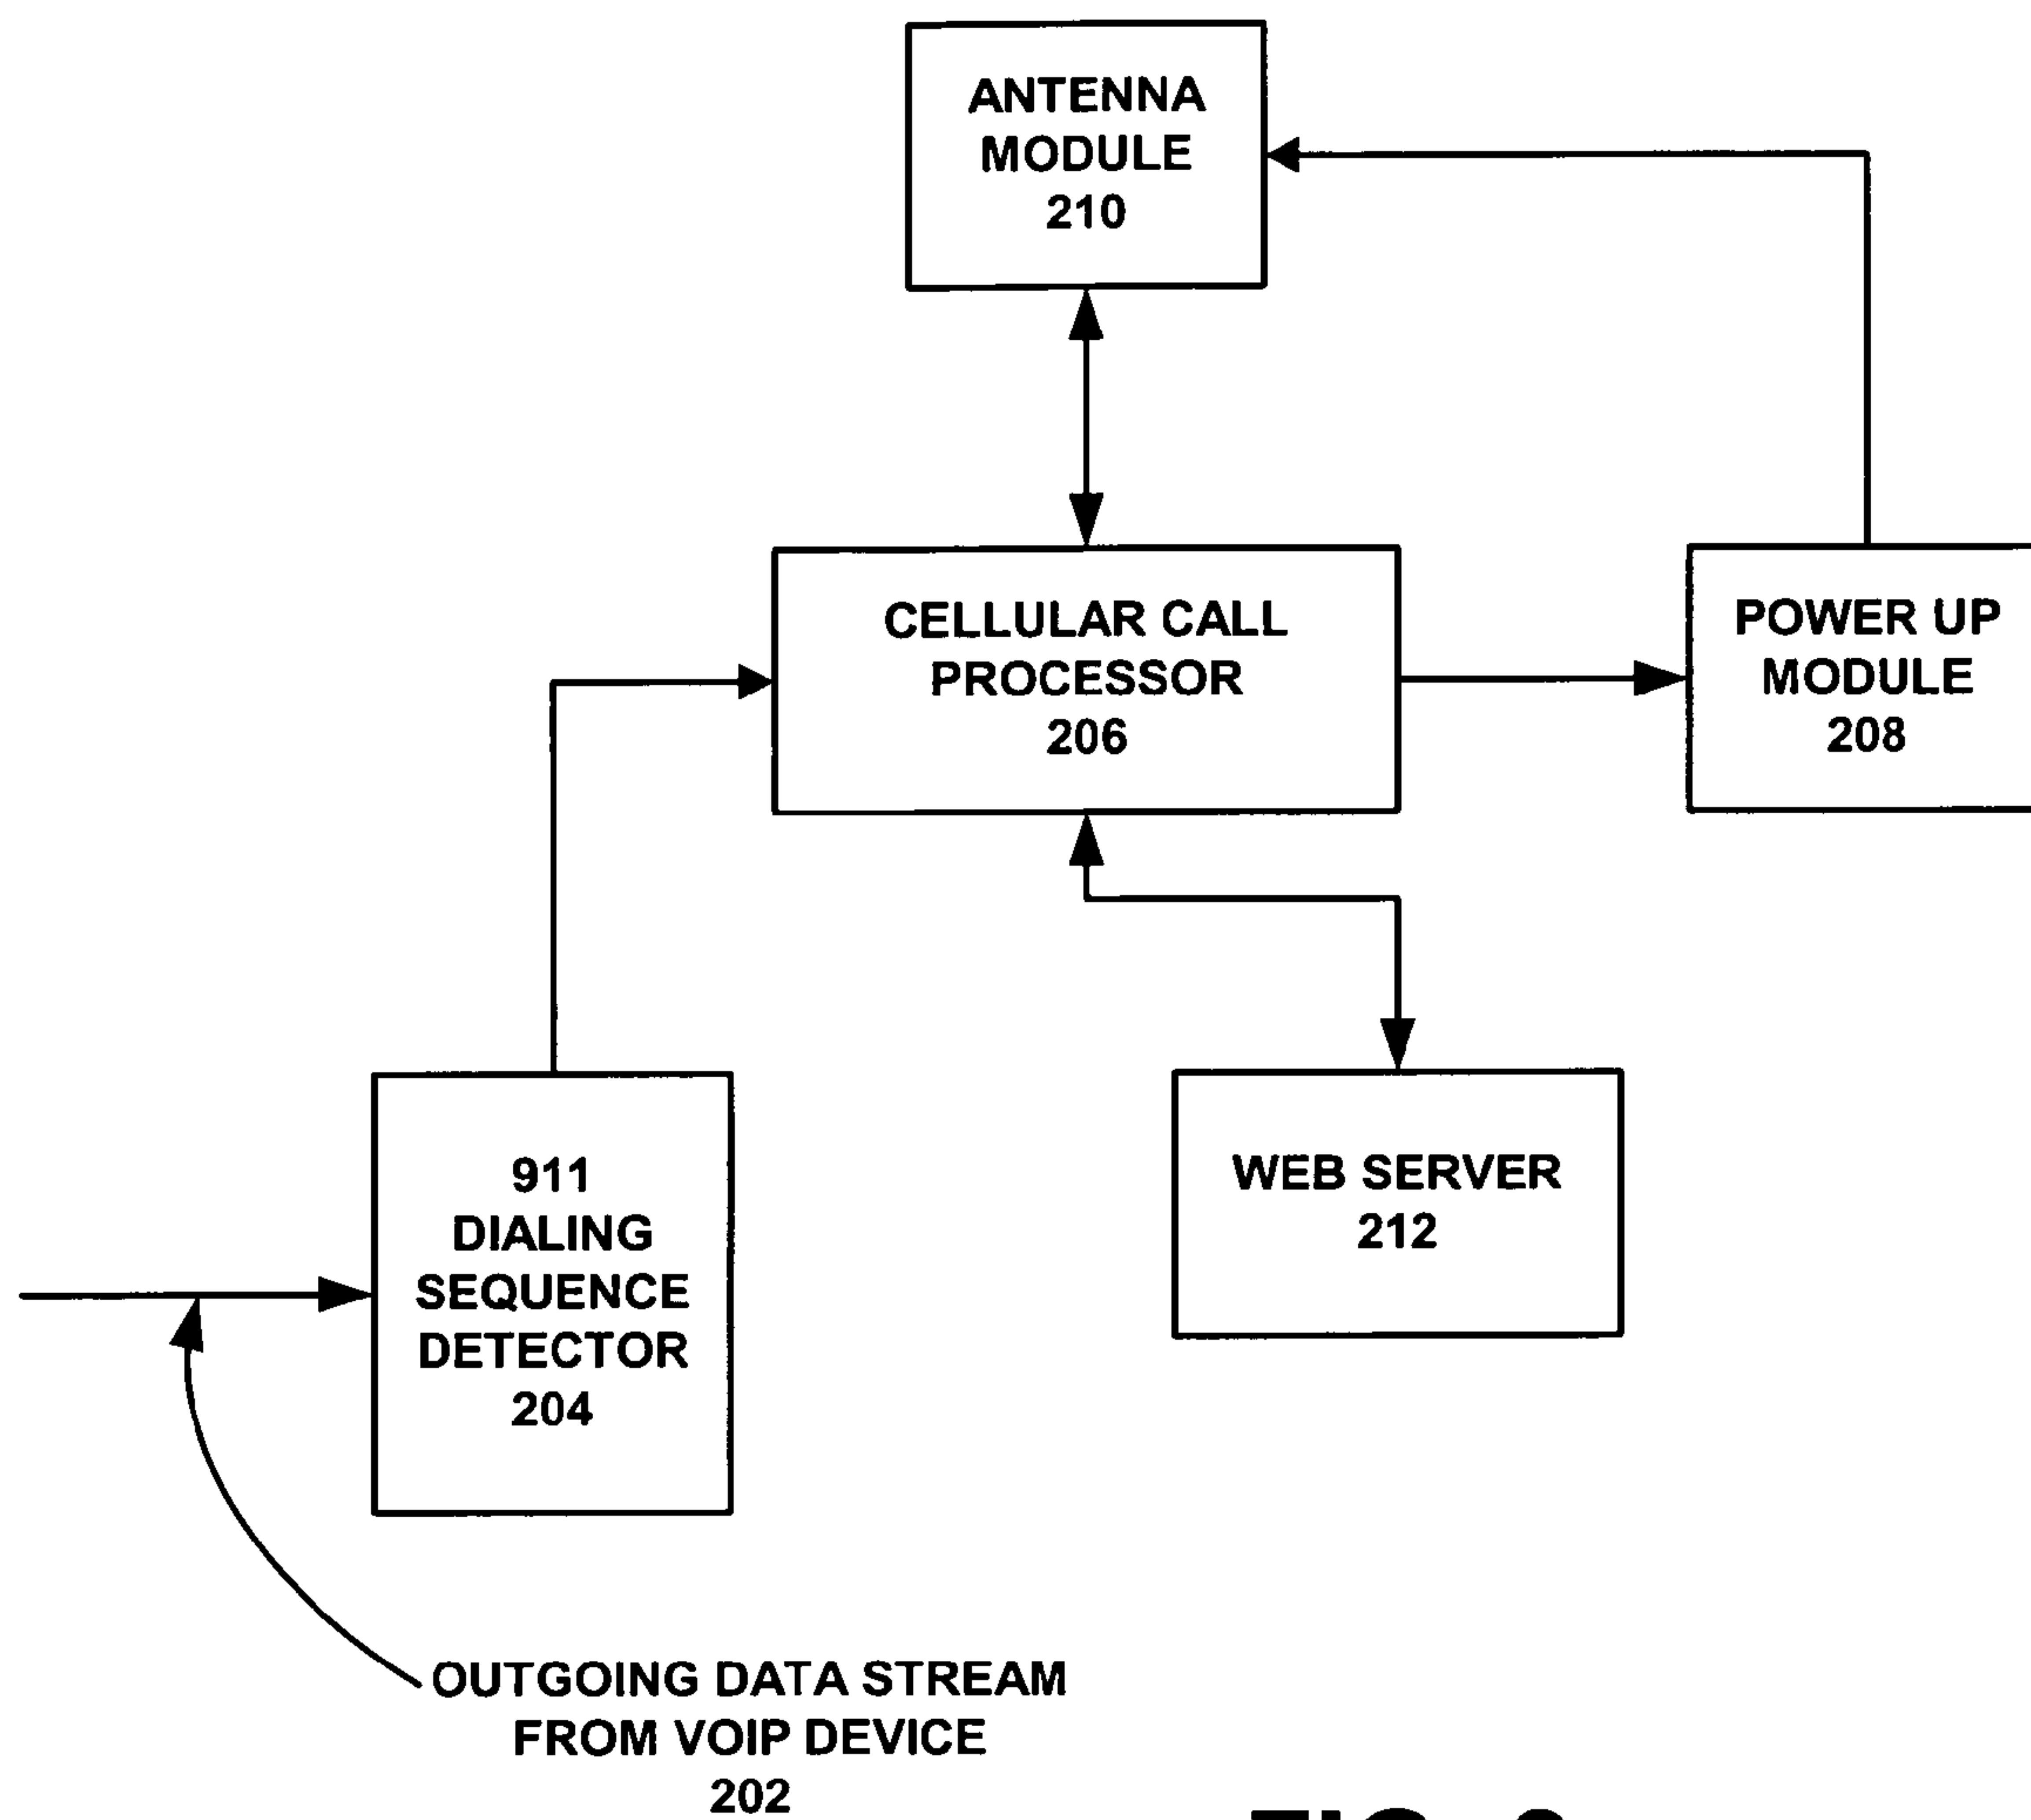 ANTENNA
MODULE
210
CELLULAR CALL
PROCESSOR
206
POWER UP
MODULE
208
911
DIALING
SEQUENCE
DETECTOR
204
WEB SERVER
212
OUTGOING DATA STREAM
FROM VOIP DEVICE
202